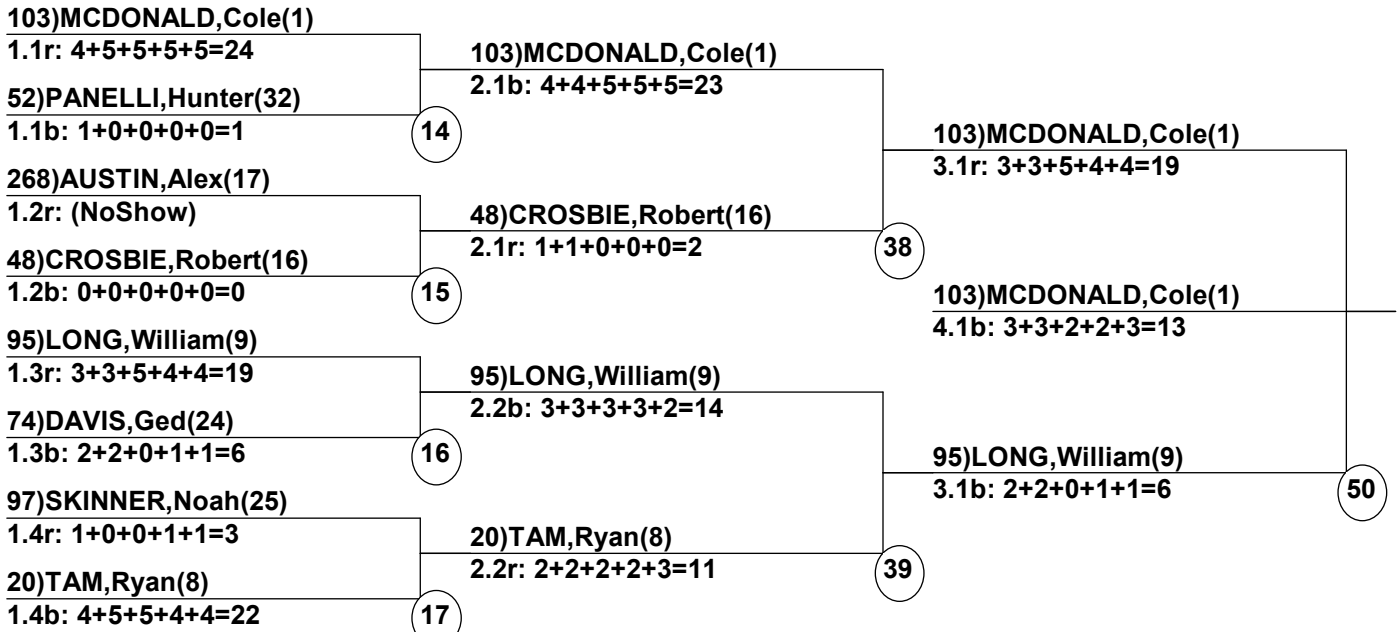 103)MCDONALD,Cole(1)
1.1r: 4+5+5+5+5=24
52)PANELLI,Hunter(32)
1.1b: 1+0+0+0+0=1
14
268)AUSTIN,Alex(17)
1.2r: (NoShow)
48)CROSBIE,Robert(16)
1.2b: 0+0+0+0+0=0
15
95)LONG,William(9)
1.3r: 3+3+5+4+4=19
74)DAVIS,Ged(24)
1.3b: 2+2+0+1+1=6
16
97)SKINNER,Noah(25)
1.4r: 1+0+0+1+1=3
20)TAM,Ryan(8)
1.4b: 4+5+5+4+4=22
17
103)MCDONALD,Cole(1)
2.1b: 4+4+5+5+5=23
48)CROSBIE,Robert(16)
2.1r: 1+1+0+0+0=2
38
95)LONG,William(9)
2.2b: 3+3+3+3+2=14
20)TAM,Ryan(8)
2.2r: 2+2+2+2+3=11
39
103)MCDONALD,Cole(1)
3.1r: 3+3+5+4+4=19
103)MCDONALD,Cole(1)
4.1b: 3+3+2+2+3=13
95)LONG,William(9)
3.1b: 2+2+0+1+1=6
50